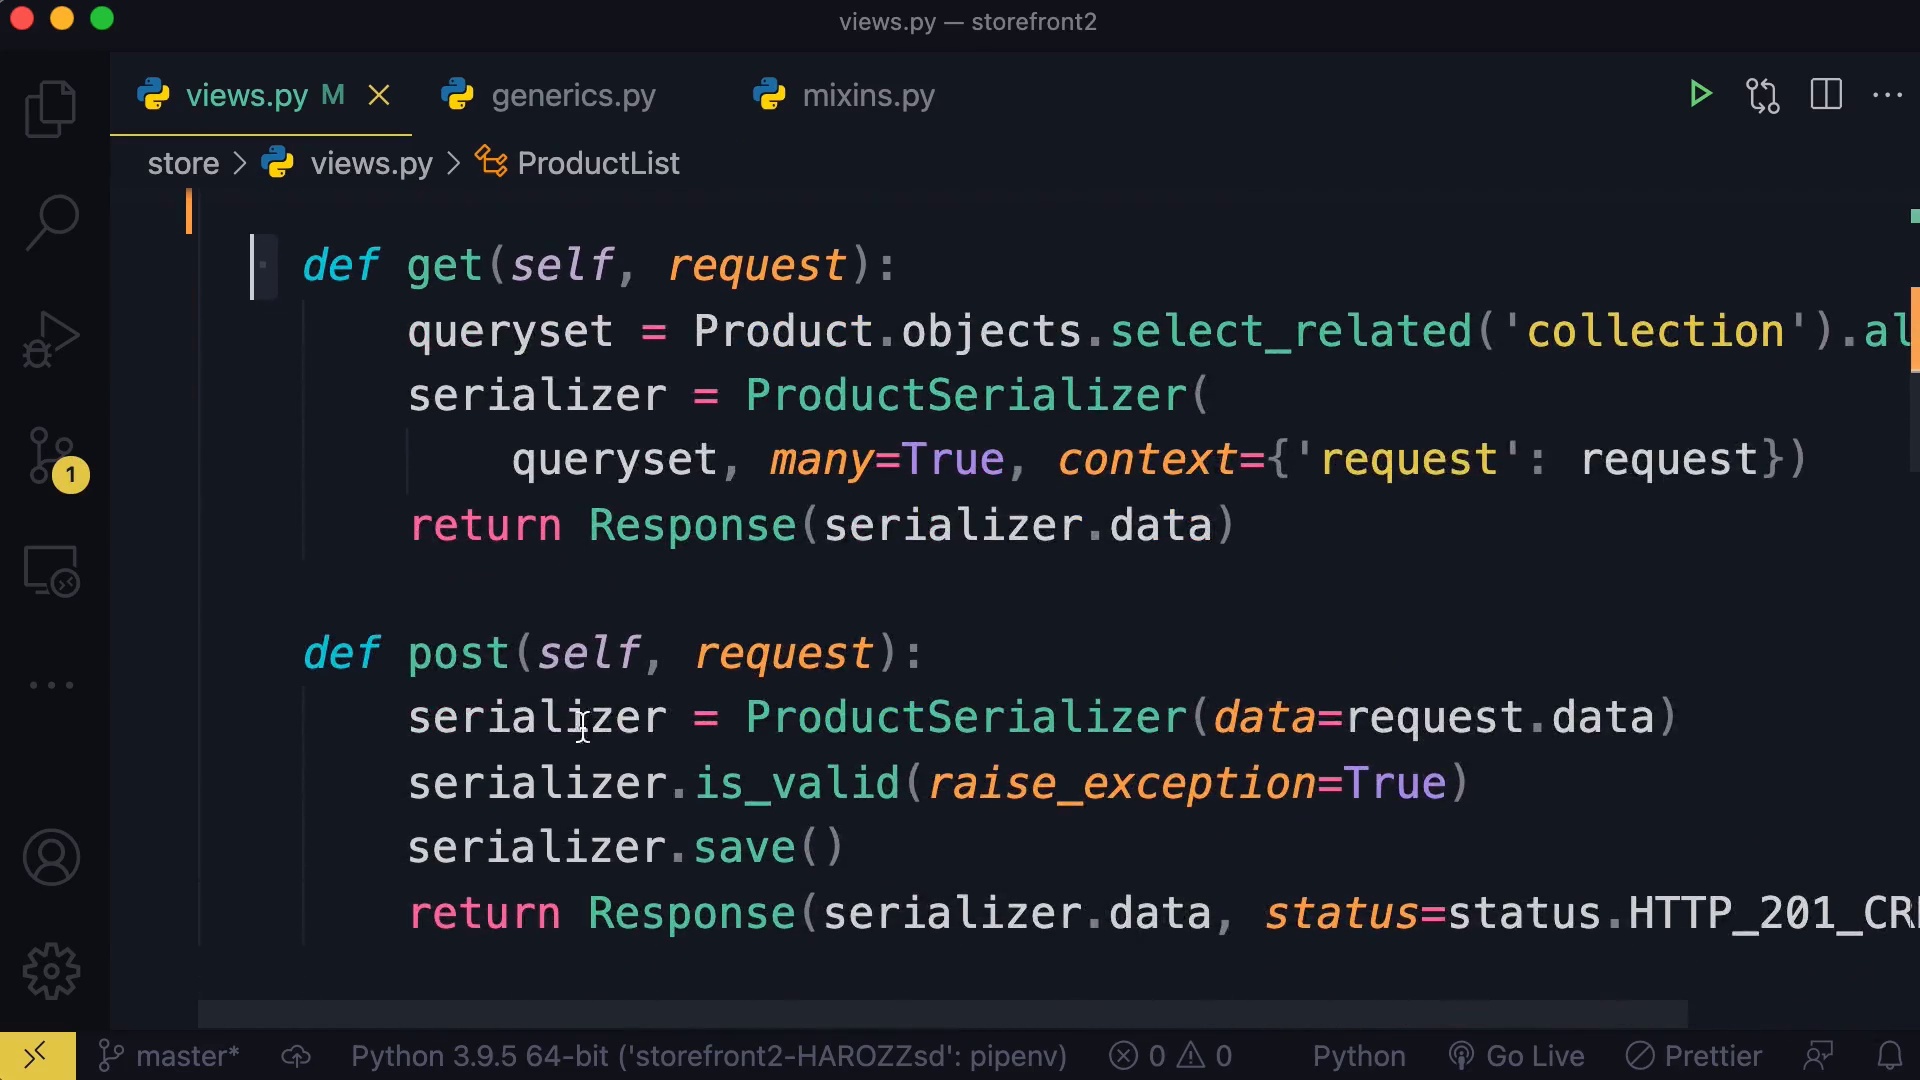 views.py — storefront2
views.py M generics.py mixins.py
store > views.py > ProductList
def get(self, request):
queryset = Product.objects.select_related('collection').al
serializer = ProductSerializer(
queryset, many=True, context={'request': request})
return Response(serializer.data)
def post(self, request):
serializer = ProductSerializer(data=request.data)
serializer.is_valid(raise_exception=True)
serializer.save()
return Response(serializer.data, status=status.HTTP_201_CR
1
master* Python 3.9.5 64-bit ('storefront2-HAROZZsd': pipenv) 0 0 Python Go Live Prettier